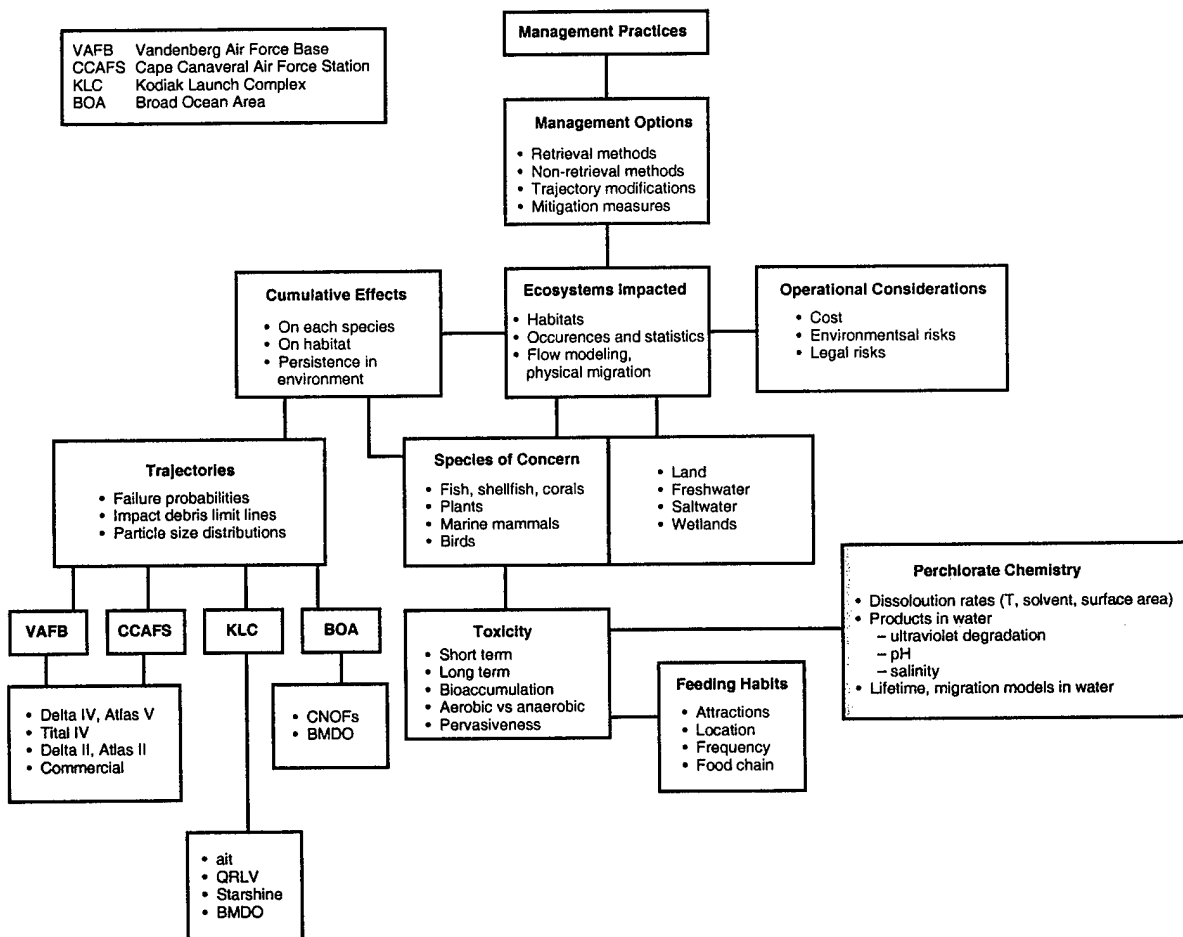 VAFB Vandenberg Air Force Base
CCAFS Cape Canaveral Air Force Station
KLC Kodiak Launch Complex
BOA Broad Ocean Area
Management Practices
Management Options
• Retrieval methods
• Non-retrieval methods
• Trajectory modifications
• Mitigation measures
Cumulative Effects
• On each species
• On habitat
• Persistence in
environment
Ecosystems Impacted
• Habitats
• Occurences and statistics
• Flow modeling,
physical migration
Operational Considerations
• Cost
• Environmentsal risks
• Legal risks
Trajectories
• Failure probabilities
• Impact debris limit lines
• Particle size distributions
Species of Concern
• Fish, shellfish, corals
• Plants
• Marine mammals
• Birds
• Land
• Freshwater
• Saltwater
• Wetlands
Perchlorate Chemistry
• Dissoloution rates (T, solvent, surface area)
• Products in water
– ultraviolet degradation
– pH
– salinity
• Lifetime, migration models in water
VAFB
CCAFS
KLC
BOA
Toxicity
• Short term
• Long term
• Bioaccumulation
• Aerobic vs anaerobic
• Pervasiveness
Feeding Habits
• Attractions
• Location
• Frequency
• Food chain
• Delta IV, Atlas V
• Tital IV
• Delta II, Atlas II
• Commercial
• CNOFs
• BMDO
• ait
• QRLV
• Starshine
• BMDO